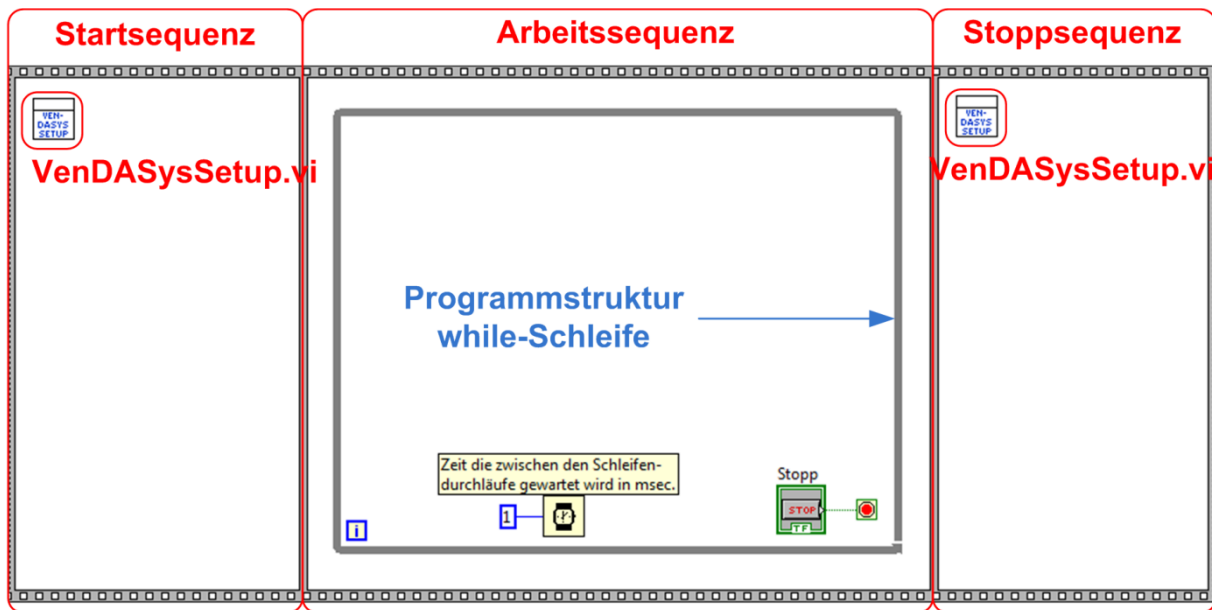 Startsequenz
Arbeitssequenz
Stoppsequenz
VEN-
DASYS
SETUP
VenDASysSetup.vi
VEN-
DASYS
SETUP
VenDASysSetup.vi
Programmstruktur
while-Schleife
Zeit die zwischen den Schleifen-
durchläufe gewartet wird in msec.
1
i
Stopp
STOP
TF